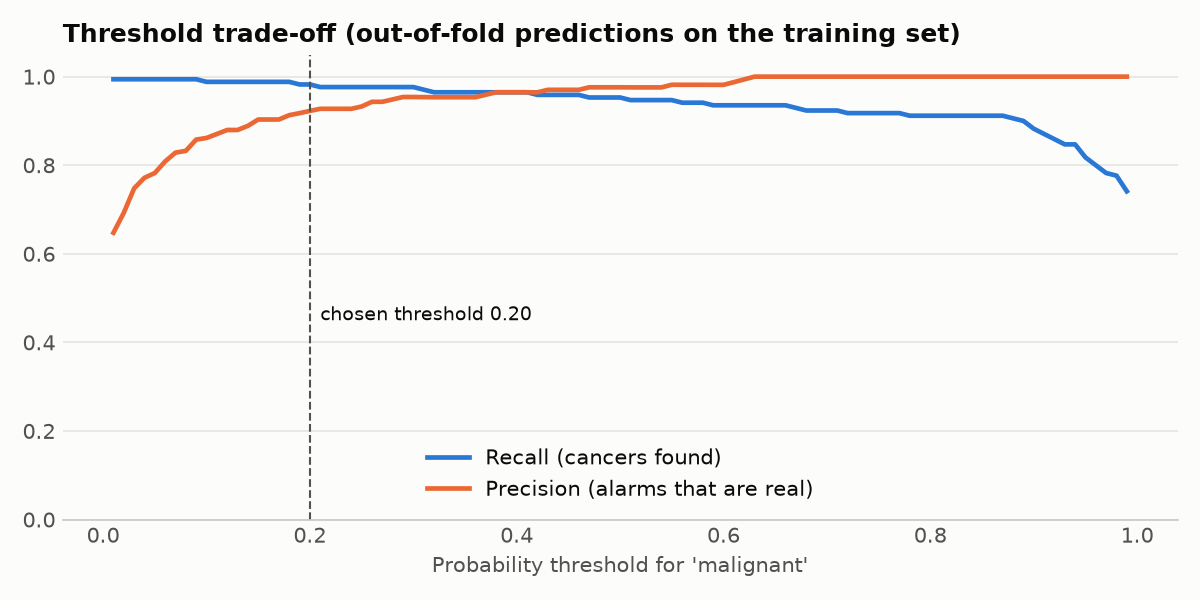 Threshold trade-off (out-of-fold predictions on the training set)
1.0
0.8
0.6
0.4
0.2
0.0
chosen threshold 0.20
Recall (cancers found)
Precision (alarms that are real)
0.0 0.2 0.4 0.6 0.8 1.0
Probability threshold for 'malignant'